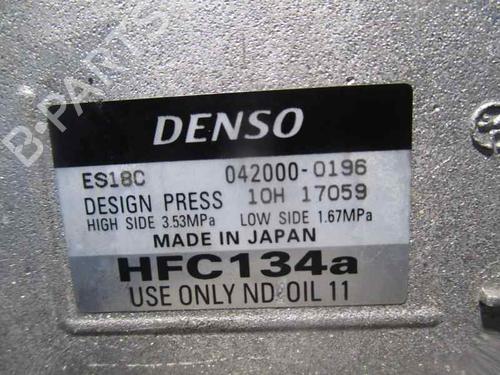 B-PARTS
DENSO
ES18C 042000-0196
DESIGN PRESS 10H 17059
HIGH SIDE 3.53MPa LOW SIDE 1.67MPa
MADE IN JAPAN
HFC134a
USE ONLY ND OIL 11